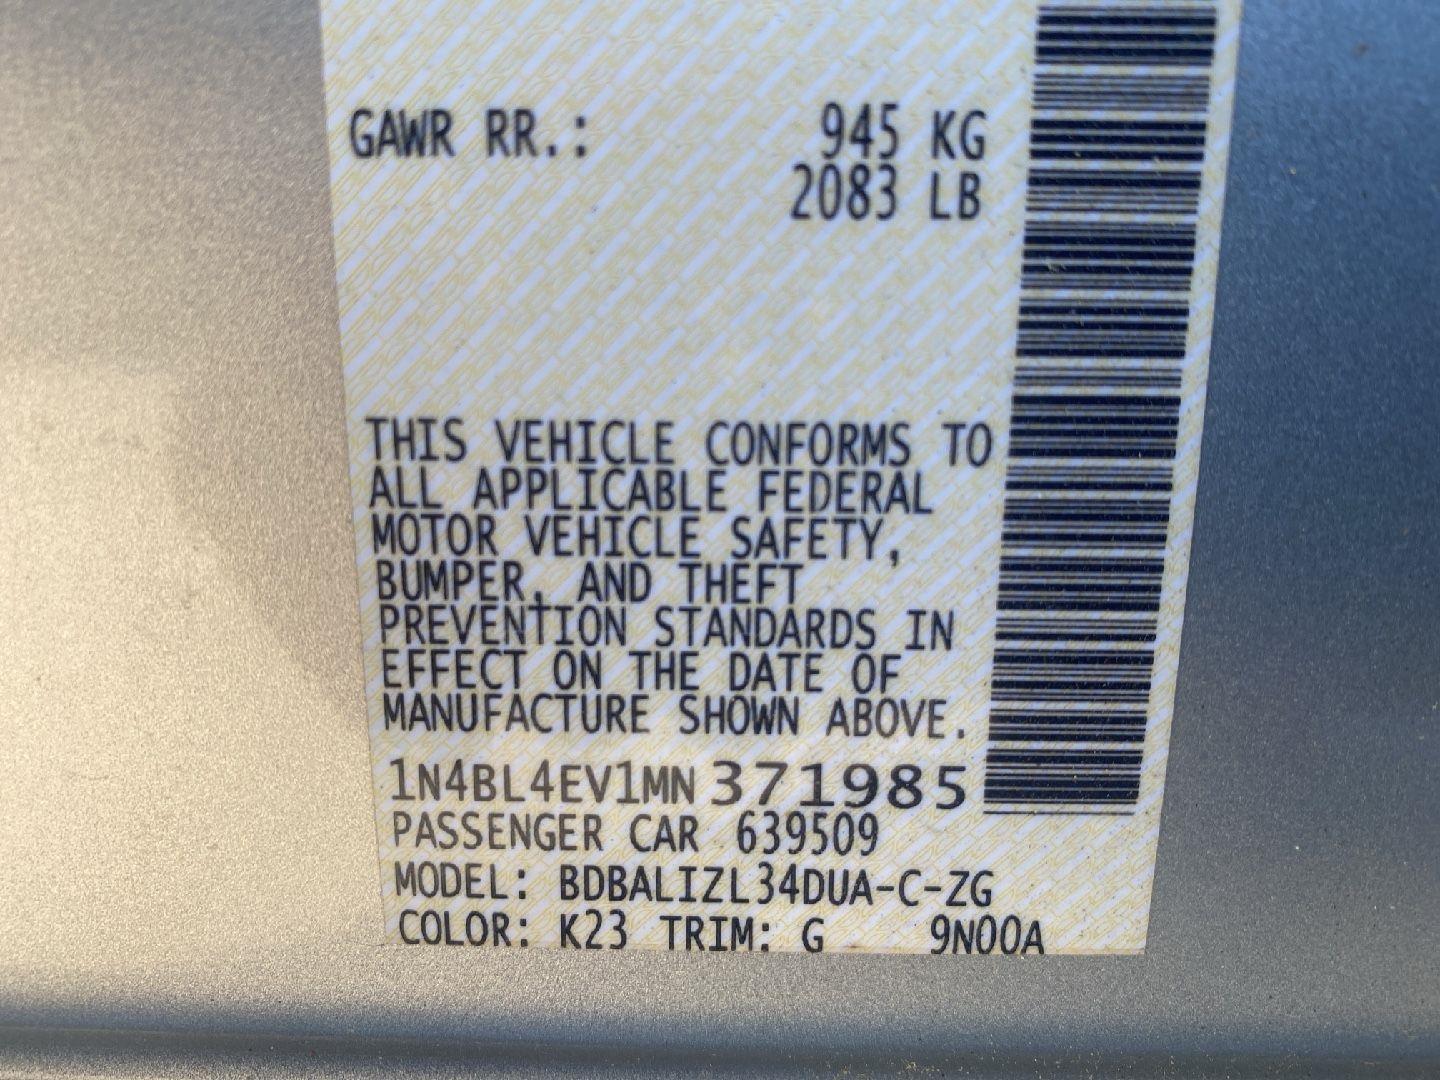 GAWR RR.: 945 KG
2083 LB
THIS VEHICLE CONFORMS TO
ALL APPLICABLE FEDERAL
MOTOR VEHICLE SAFETY,
BUMPER, AND THEFT
PREVENTION STANDARDS IN
EFFECT ON THE DATE OF
MANUFACTURE SHOWN ABOVE.
1N4BL4EV1MN371985
PASSENGER CAR 639509
MODEL: BDBALIZL34DUA-C-ZG
COLOR: K23 TRIM: G 9N00A